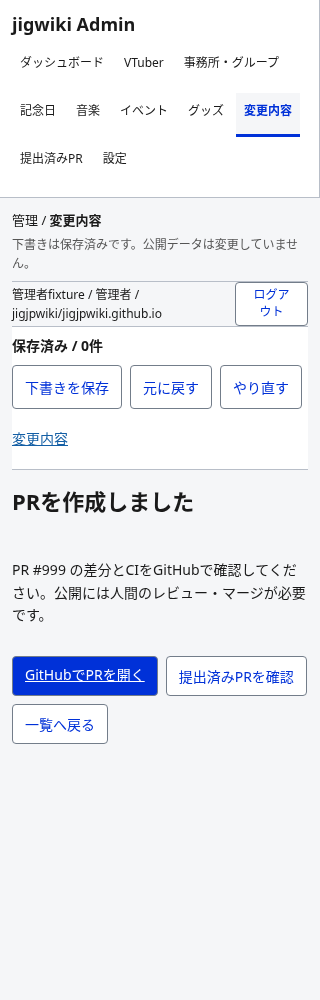 jigwiki Admin
ダッシュボード VTuber 事務所・グループ
記念日 音楽 イベント グッズ 変更内容
提出済みPR 設定
管理 / 変更内容
下書きは保存済みです。公開データは変更していませ
ん。
管理者fixture / 管理者 /
jigjpwiki/jigjpwiki.github.io
ログア
ウト
保存済み / 0件
下書きを保存 元に戻す やり直す
変更内容
PRを作成しました
PR #999 の差分とCIをGitHubで確認してくだ
さい。公開には人間のレビュー・マージが必要
です。
GitHubでPRを開く 提出済みPRを確認
一覧へ戻る